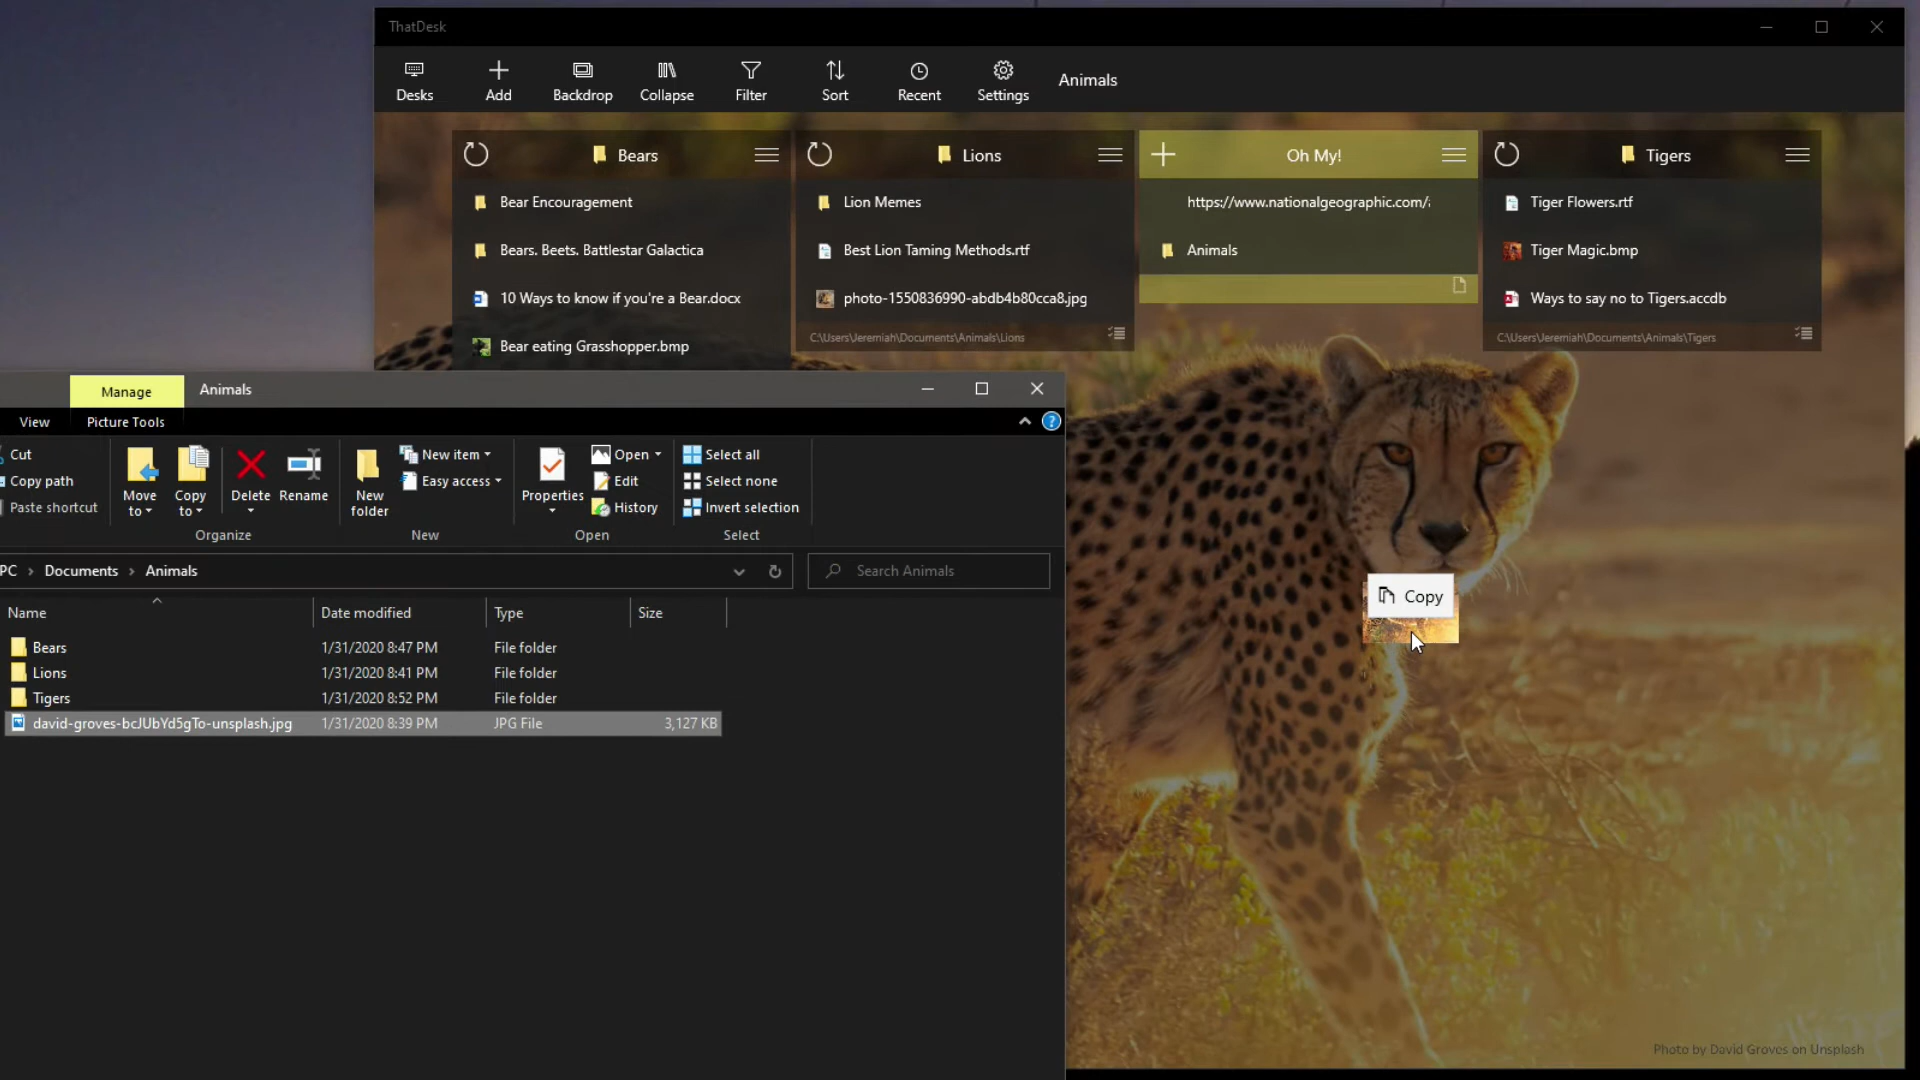 ThatDesk
Desks
Add
Backdrop
Collapse
Filter
Sort
Recent
Settings
Animals
Bears
Bear Encouragement
Bears. Beets. Battlestar Galactica
10 Ways to know if you're a Bear.docx
Bear eating Grasshopper.bmp
Lions
Lion Memes
Best Lion Taming Methods.rtf
photo-1550836990-abdb4b80cca8.jpg
C:\Users\Jeremiah\Documents\Animals\Lions
Oh My!
https://www.nationalgeographic.com/
Animals
Tigers
Tiger Flowers.rtf
Tiger Magic.bmp
Ways to say no to Tigers.accdb
C:\Users\Jeremiah\Documents\Animals\Tigers
Manage
Animals
View
Picture Tools
Cut
Copy path
Paste shortcut
Move to
Copy to
Delete
Rename
Organize
New folder
New item
Easy access
New
Properties
Open
Edit
History
Open
Select all
Select none
Invert selection
Select
PC > Documents > Animals
Search Animals
Name Date modified Type Size
Bears 1/31/2020 8:47 PM File folder
Lions 1/31/2020 8:41 PM File folder
Tigers 1/31/2020 8:52 PM File folder
david-groves-bcJUbYd5gTo-unsplash.jpg 1/31/2020 8:39 PM JPG File 3,127 KB
Copy
Photo by David Groves on Unsplash